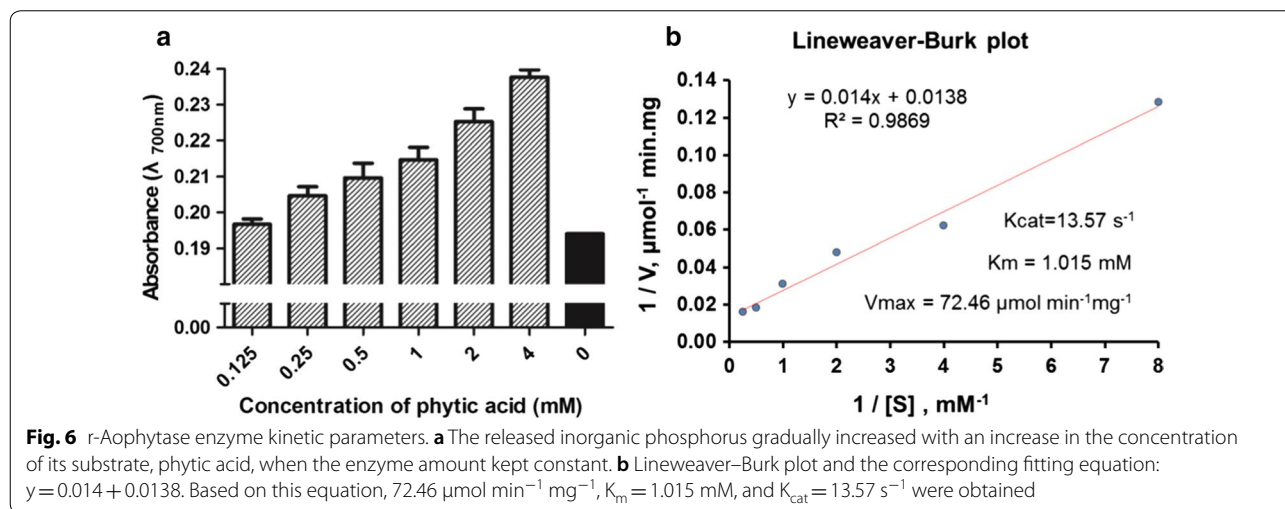 a
Absorbance (λ 700nm)
0.24
0.23
0.22
0.21
0.20
0.19
0.00
0.125
0.25
0.5
1
2
4
0
Concentration of phytic acid (mM)
b
Lineweaver-Burk plot
1 / V, µmol⁻¹ min.mg
0.14
0.12
0.10
0.08
0.06
0.04
0.02
0.00
y = 0.014x + 0.0138
R² = 0.9869
Kcat=13.57 s⁻¹
Km = 1.015 mM
Vmax = 72.46 µmol min⁻¹mg⁻¹
0 1 2 3 4 5 6 7 8
1 / [S] , mM⁻¹
Fig. 6 r-Aophytase enzyme kinetic parameters. a The released inorganic phosphorus gradually increased with an increase in the concentration
of its substrate, phytic acid, when the enzyme amount kept constant. b Lineweaver–Burk plot and the corresponding fitting equation:
y = 0.014 + 0.0138. Based on this equation, 72.46 µmol min⁻¹ mg⁻¹, Kₘ = 1.015 mM, and K_cat = 13.57 s⁻¹ were obtained